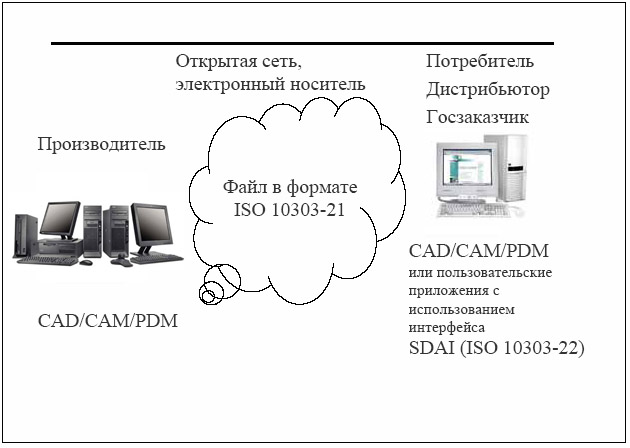 Открытая сеть,
электронный носитель
Потребитель
Дистрибьютор
Госзаказчик
Производитель
Файл в формате
ISO 10303-21
CAD/CAM/PDM
CAD/CAM/PDM
или пользовательские
приложения с
использованием
интерфейса
SDAI (ISO 10303-22)